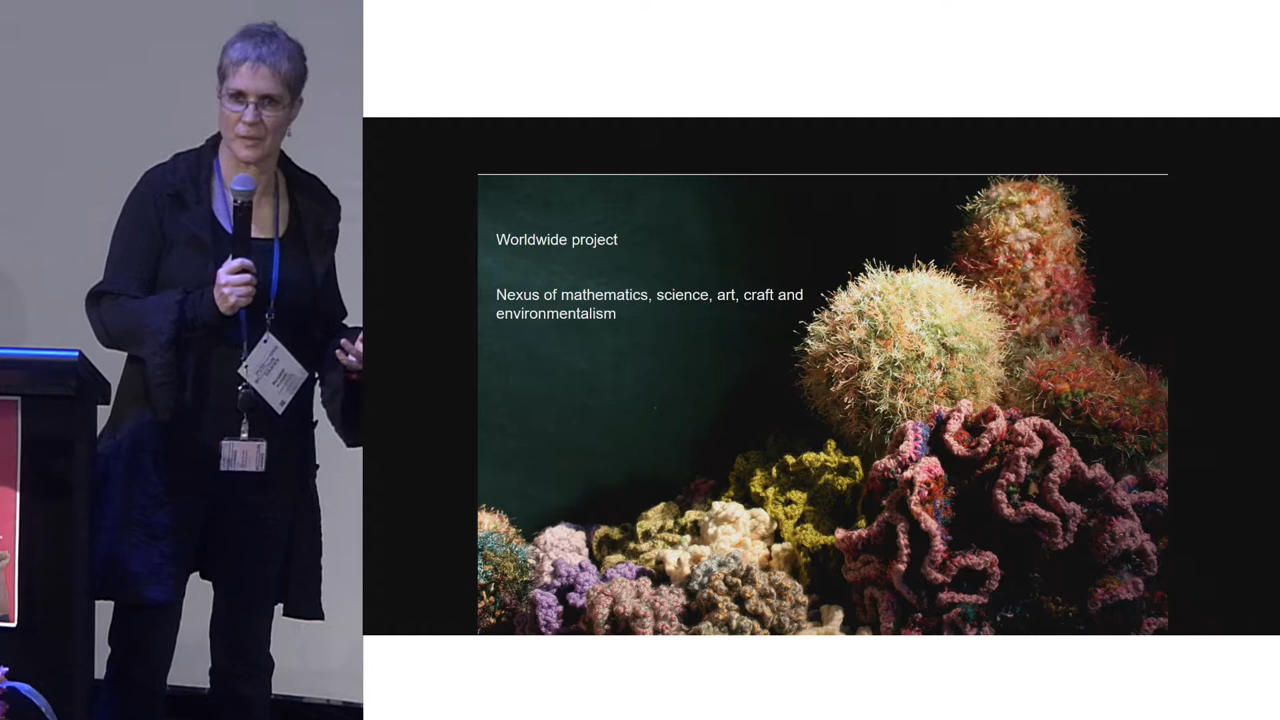 Worldwide project
Nexus of mathematics, science, art, craft and
environmentalism